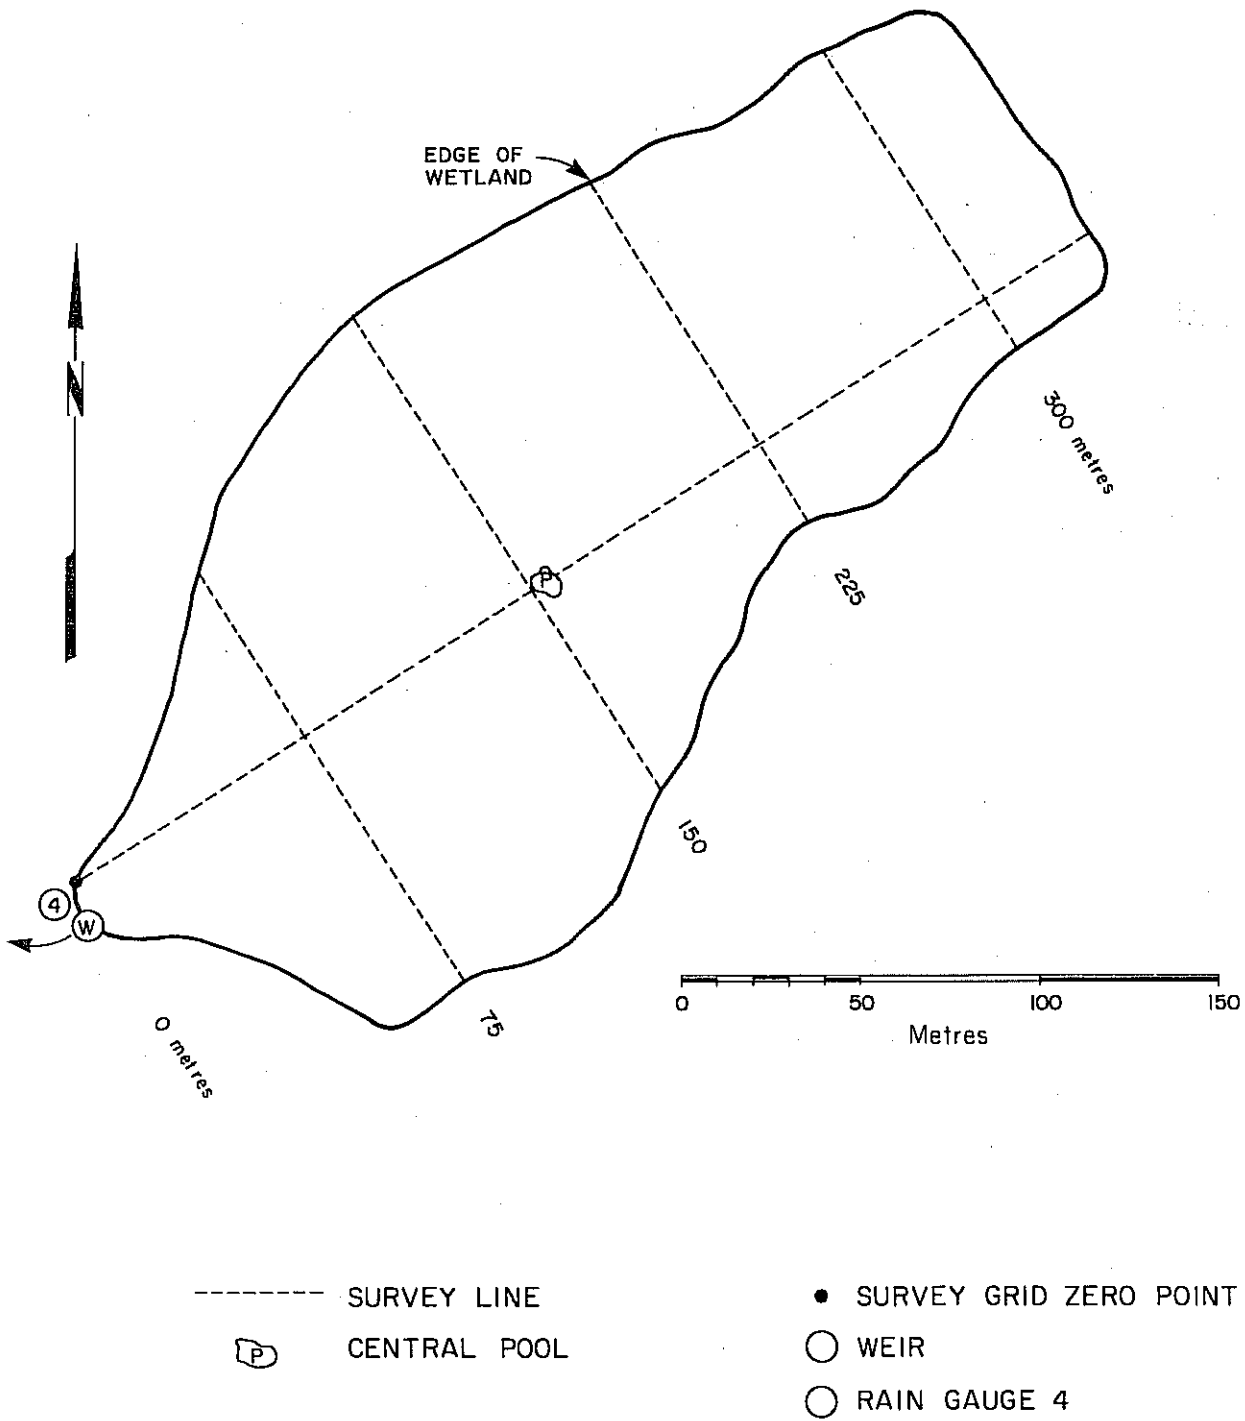 EDGE OF
WETLAND
N
300 metres
P
225
150
4
W
75
0 metres
0 50 100 150
Metres
SURVEY LINE
P CENTRAL POOL
SURVEY GRID ZERO POINT
WEIR
RAIN GAUGE 4